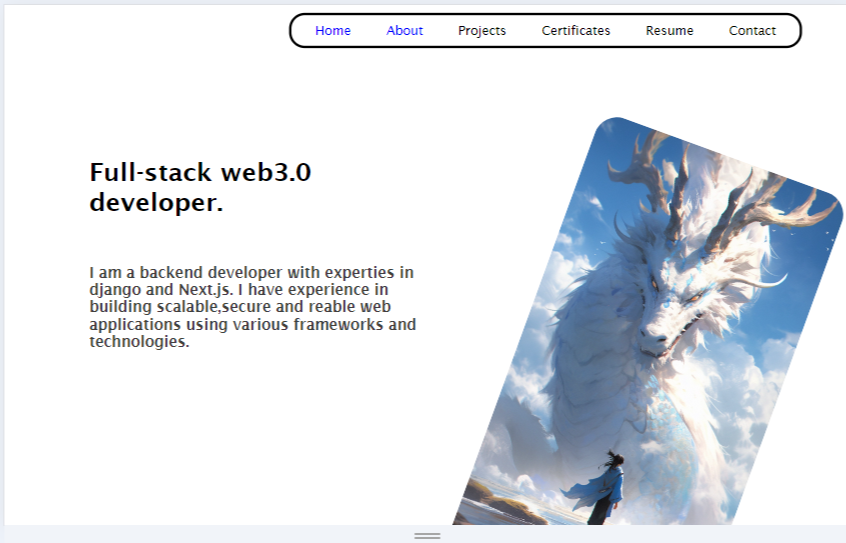 Home About Projects Certificates Resume Contact
Full-stack web3.0
developer.
I am a backend developer with experties in
django and Next.js. I have experience in
building scalable,secure and reable web
applications using various frameworks and
technologies.